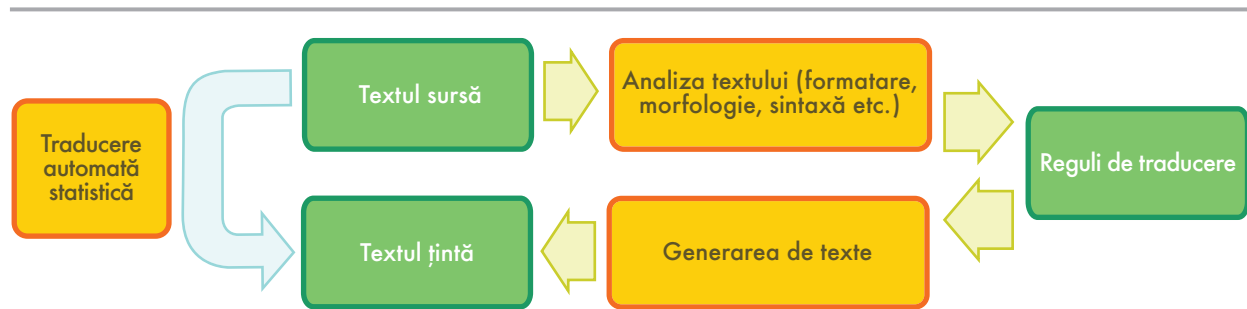 Traducere
automată
statistică
Textul sursă
Analiza textului (formatare,
morfologie, sintaxă etc.)
Reguli de traducere
Generarea de texte
Textul țintă